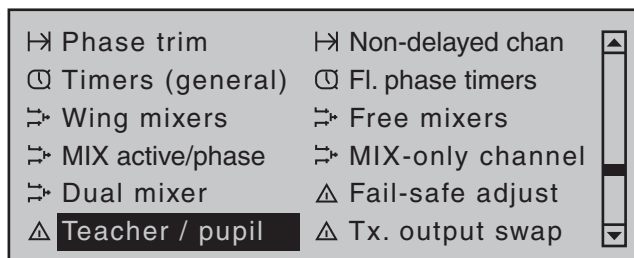 Phase trim
Non-delayed chan
Timers (general)
Fl. phase timers
Wing mixers
Free mixers
MIX active/phase
MIX-only channel
Dual mixer
Fail-safe adjust
Teacher / pupil
Tx. output swap